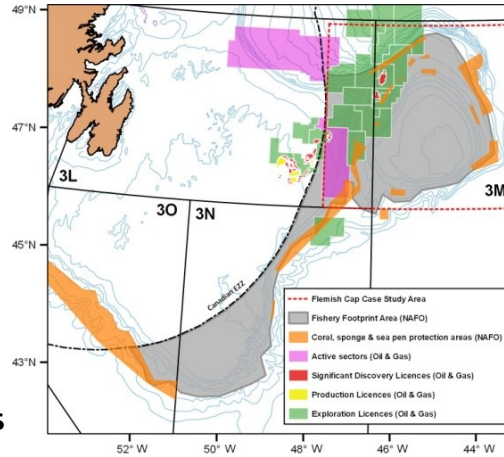 49°N
47°N
3L
3O
3N
3M
45°N
Canadian EZZ
43°N
Flemish Cap Case Study Area
Fishery Footprint Area (NAFO)
Coral, sponge & sea pen protection areas (NAFO)
Active sectors (Oil & Gas)
Significant Discovery Licences (Oil & Gas)
Production Licences (Oil & Gas)
Exploration Licences (Oil & Gas)
s
52° W
50° W
48° W
46° W
44° W